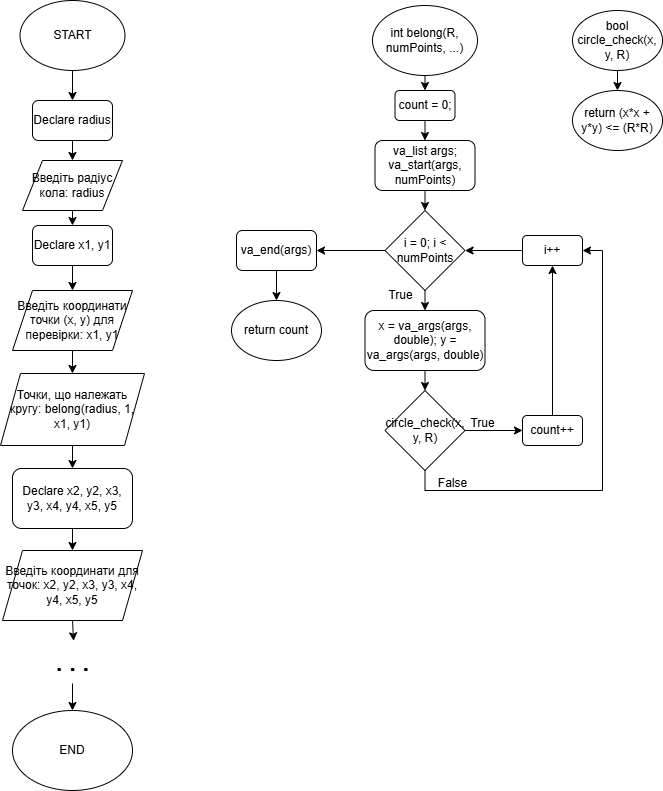 START
Declare radius
Введіть радіус
кола: radius
Declare x1, y1
Введіть координати
точки (x, y) для
перевірки: x1, y1
Точки, що належать
кругу: belong(radius, 1,
x1, y1)
Declare x2, y2, x3,
y3, x4, y4, x5, y5
Введіть координати для
точок: x2, y2, x3, y3, x4,
y4, x5, y5
. . .
END
int belong(R,
numPoints, ...)
count = 0;
va_list args;
va_start(args,
numPoints)
i = 0; i <
numPoints
va_end(args)
return count
i++
True
x = va_args(args,
double); y =
va_args(args, double)
circle_check(x,
y, R)
True
count++
False
bool
circle_check(x,
y, R)
return (x*x +
y*y) <= (R*R)